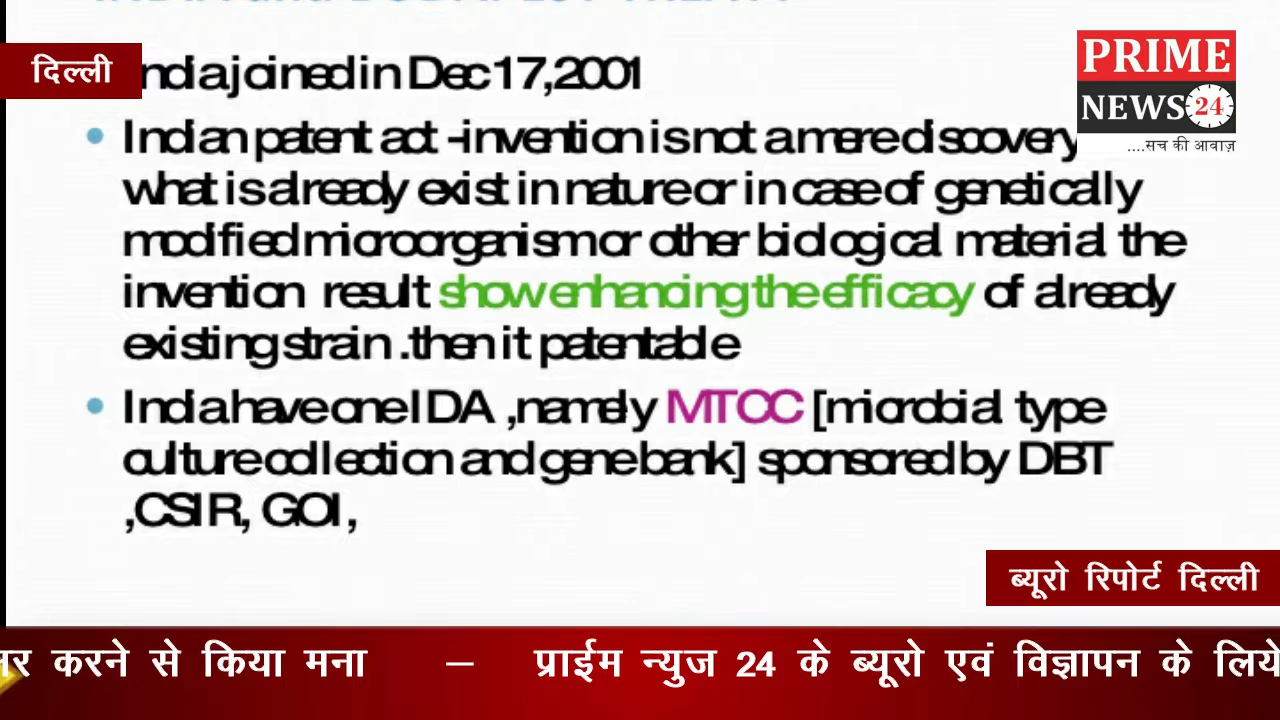 दिल्ली
ndia joined in Dec 17,2001
PRIME
NEWS 24
....सच की आवाज़
Indian patent act -invention is not a mere discovery
what is already exist in nature or in case of genetically
modified microorganism or other biological material the
invention result show enhancing the efficacy of already
existing strain .then it patentable
India have one IDA ,namely MTCC [microbial type
culture collection and gene bank] sponsored by DBT
,CSIR, GOI,
ब्यूरो रिपोर्ट दिल्ली
करने से किया मना — प्राईम न्युज 24 के ब्यूरो एवं विज्ञापन के लिये